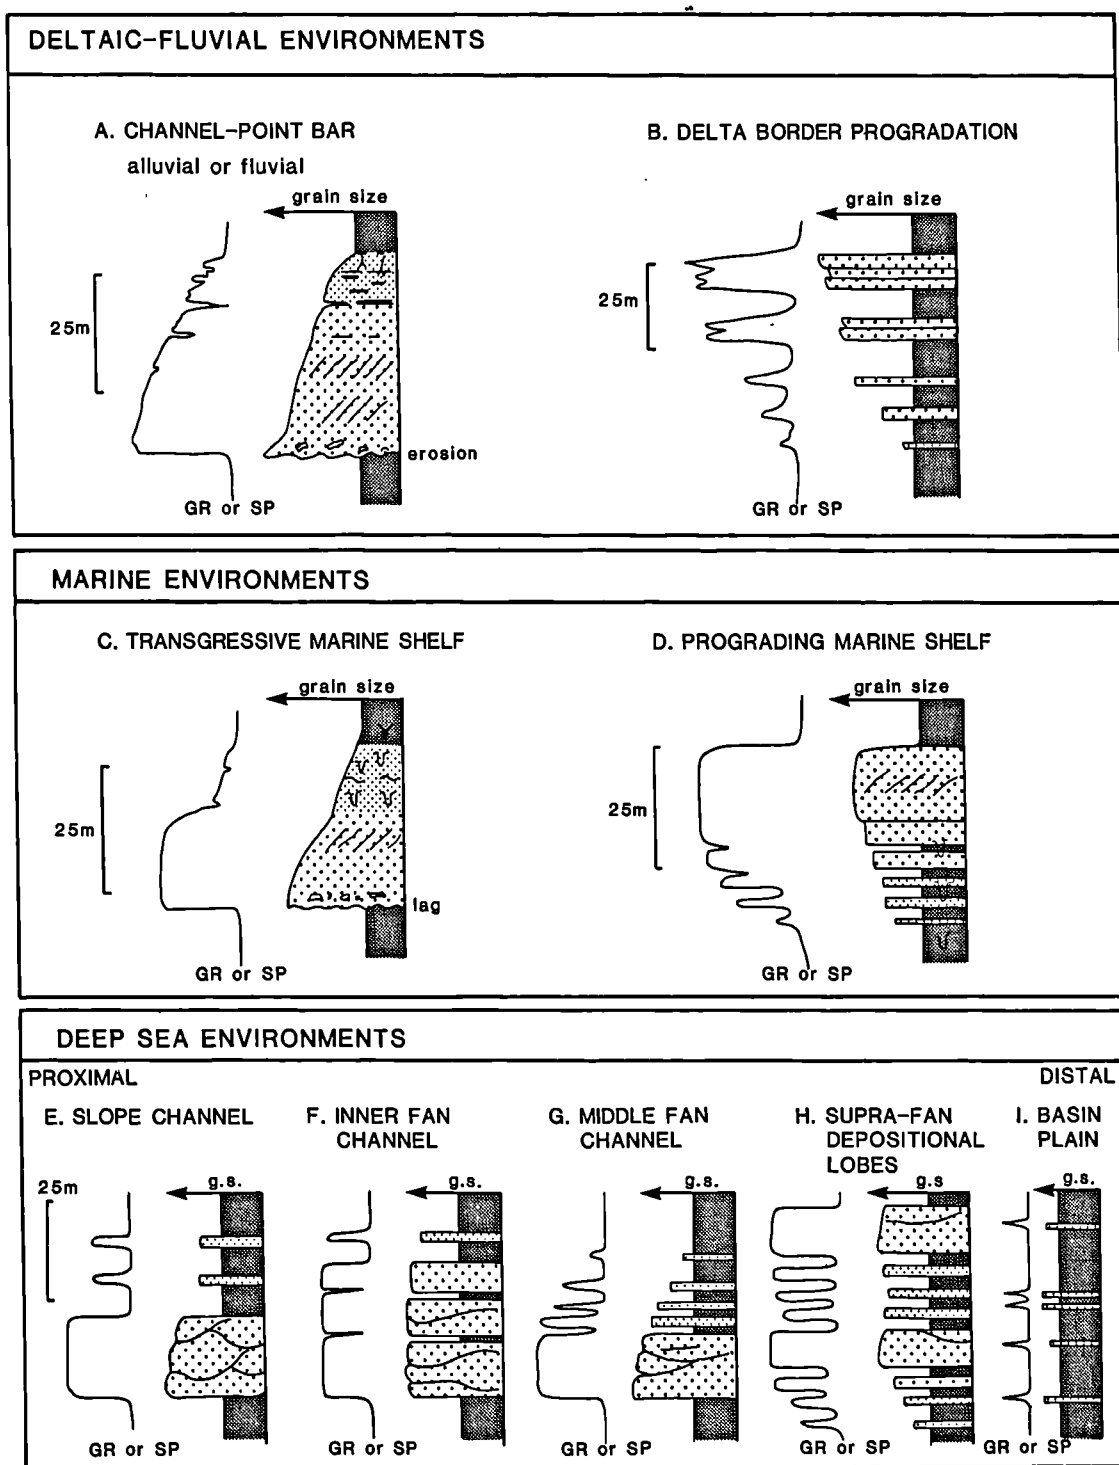 DELTAIC-FLUVIAL ENVIRONMENTS
A. CHANNEL-POINT BAR
alluvial or fluvial
grain size
25m
erosion
GR or SP
B. DELTA BORDER PROGRADATION
grain size
25m
GR or SP
MARINE ENVIRONMENTS
C. TRANSGRESSIVE MARINE SHELF
grain size
25m
lag
GR or SP
D. PROGRADING MARINE SHELF
grain size
25m
GR or SP
DEEP SEA ENVIRONMENTS
PROXIMAL
DISTAL
E. SLOPE CHANNEL
25m
g.s.
GR or SP
F. INNER FAN
CHANNEL
g.s.
GR or SP
G. MIDDLE FAN
CHANNEL
g.s.
GR or SP
H. SUPRA-FAN
DEPOSITIONAL
LOBES
g.s
GR or SP
I. BASIN
PLAIN
g.s.
GR or SP